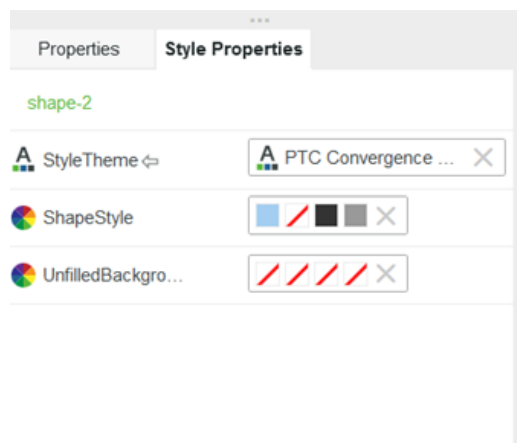 Properties
Style Properties
shape-2
StyleTheme
PTC Convergence ...
ShapeStyle
UnfilledBackgro...